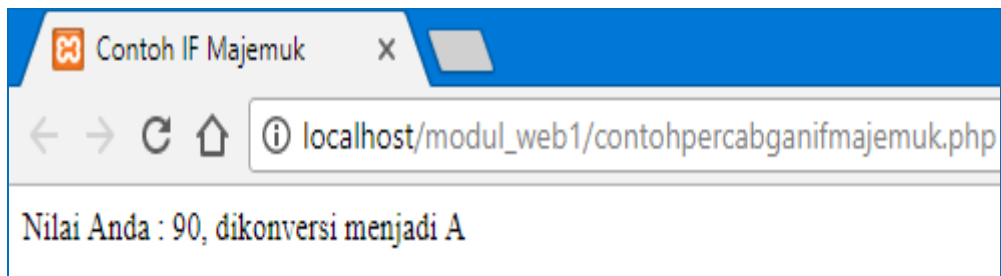 Contoh IF Majemuk
localhost/modul_web1/contohpercabganifmajemuk.php
Nilai Anda : 90, dikonversi menjadi A